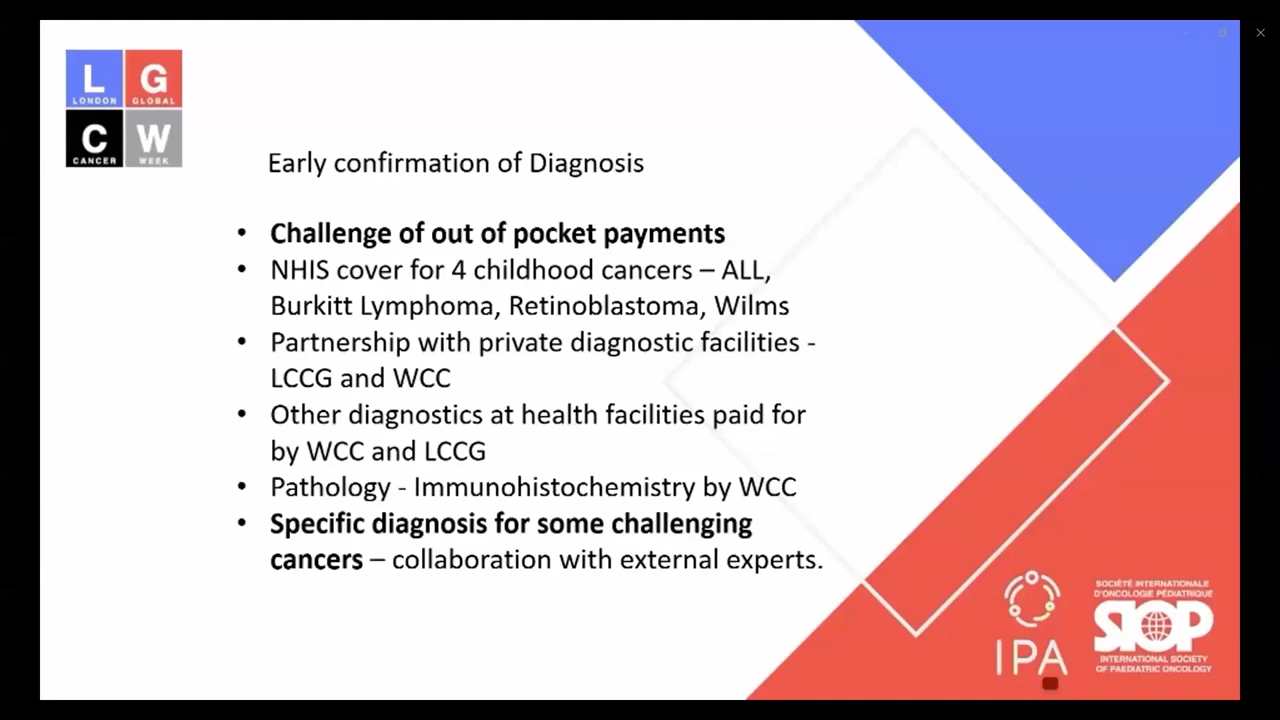 L
LONDON
G
GLOBAL
C
CANCER
W
WEEK
Early confirmation of Diagnosis
• Challenge of out of pocket payments
• NHIS cover for 4 childhood cancers – ALL,
Burkitt Lymphoma, Retinoblastoma, Wilms
• Partnership with private diagnostic facilities -
LCCG and WCC
• Other diagnostics at health facilities paid for
by WCC and LCCG
• Pathology - Immunohistochemistry by WCC
• Specific diagnosis for some challenging
cancers – collaboration with external experts.
IPA
SOCIÉTÉ INTERNATIONALE
D'ONCOLOGIE PÉDIATRIQUE
SIOP
INTERNATIONAL SOCIETY
OF PAEDIATRIC ONCOLOGY